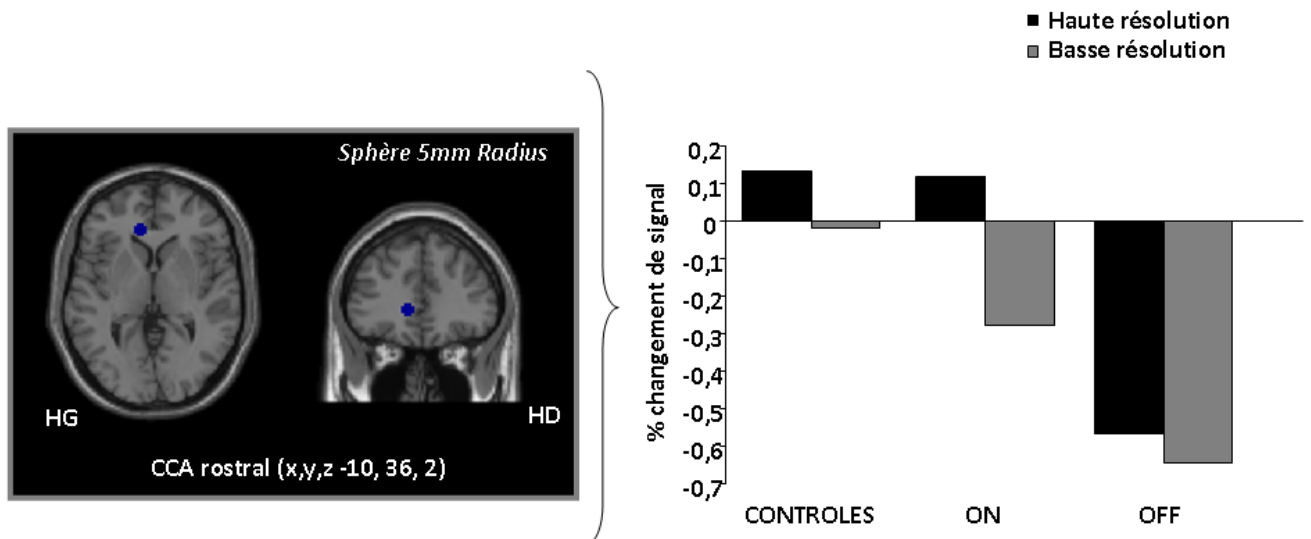 Haute résolution
Basse résolution
Sphère 5mm Radius
HG
HD
CCA rostral (x,y,z -10, 36, 2)
% changement de signal
0,2
0,1
0
-0,1
-0,2
-0,3
-0,4
-0,5
-0,6
-0,7
CONTROLES ON OFF